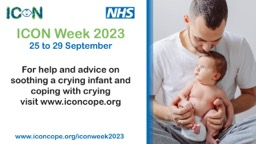 ICON
NHS
ICON Week 2023
25 to 29 September
For help and advice on
soothing a crying infant and
coping with crying
visit www.iconcope.org
www.iconcope.org/iconweek2023